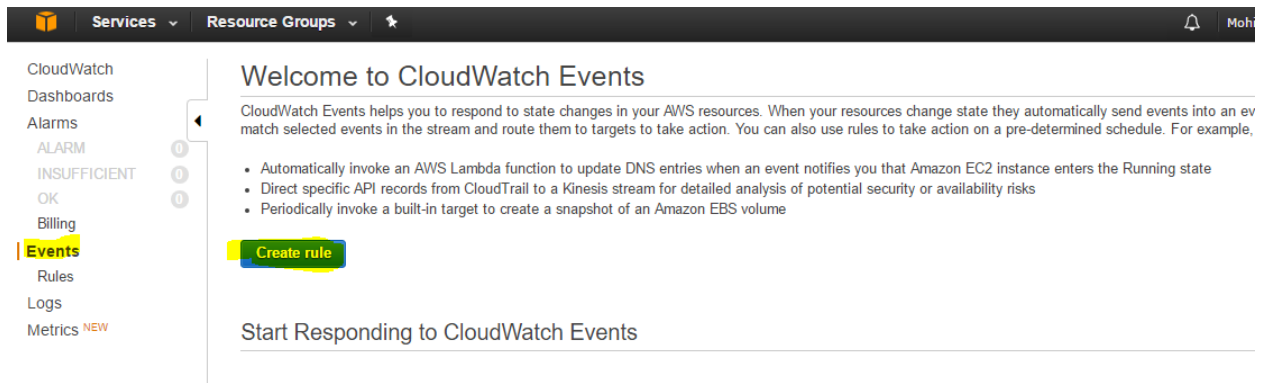 Services Resource Groups Mohi
CloudWatch
Dashboards
Alarms
ALARM 0
INSUFFICIENT 0
OK 0
Billing
Events
Rules
Logs
Metrics NEW
Welcome to CloudWatch Events
CloudWatch Events helps you to respond to state changes in your AWS resources. When your resources change state they automatically send events into an ev
match selected events in the stream and route them to targets to take action. You can also use rules to take action on a pre-determined schedule. For example,
• Automatically invoke an AWS Lambda function to update DNS entries when an event notifies you that Amazon EC2 instance enters the Running state
• Direct specific API records from CloudTrail to a Kinesis stream for detailed analysis of potential security or availability risks
• Periodically invoke a built-in target to create a snapshot of an Amazon EBS volume
Create rule
Start Responding to CloudWatch Events